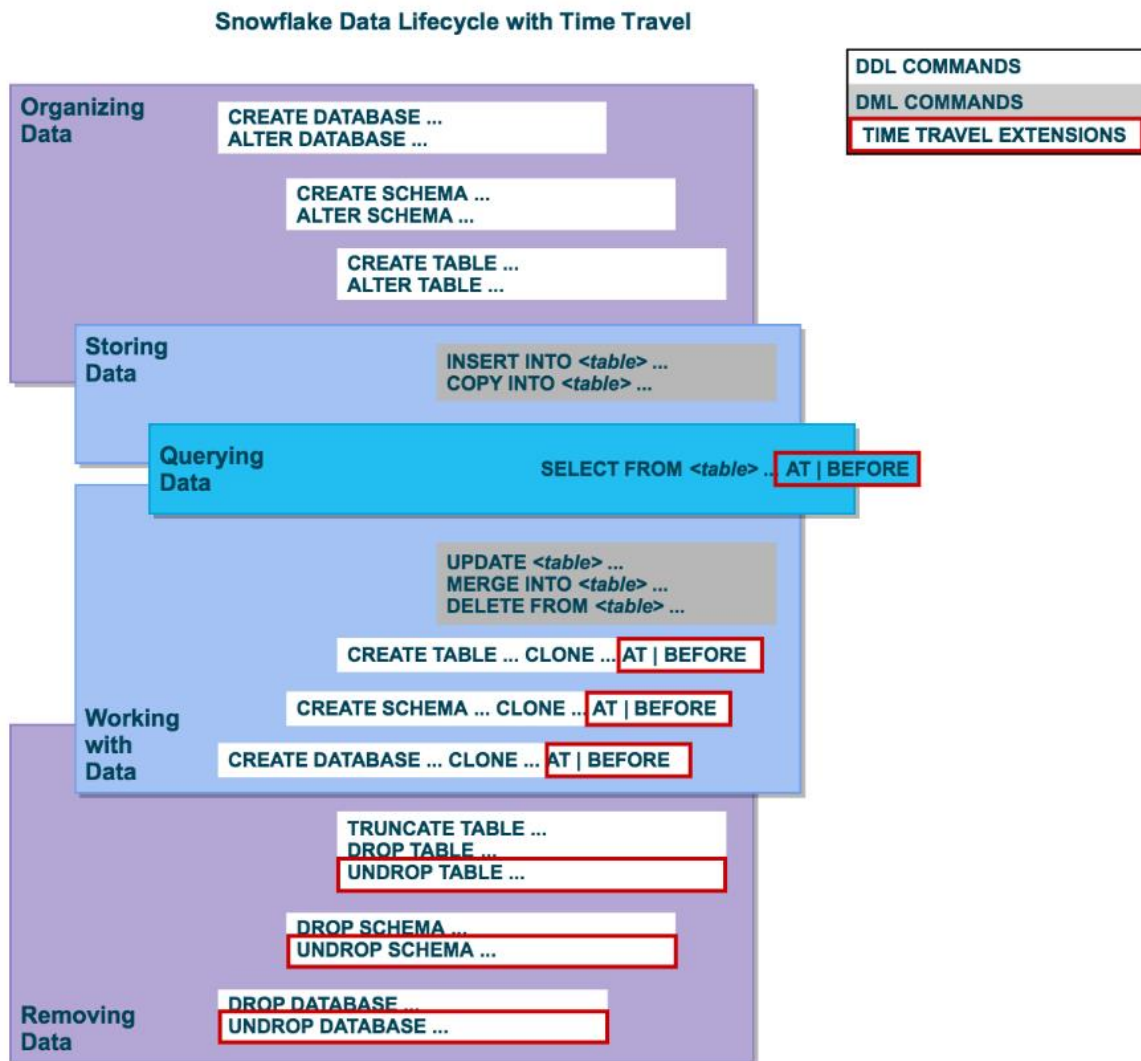 Snowflake Data Lifecycle with Time Travel
DDL COMMANDS
DML COMMANDS
TIME TRAVEL EXTENSIONS
Organizing
Data
CREATE DATABASE ...
ALTER DATABASE ...
CREATE SCHEMA ...
ALTER SCHEMA ...
CREATE TABLE ...
ALTER TABLE ...
Storing
Data
INSERT INTO <table> ...
COPY INTO <table> ...
Querying
Data
SELECT FROM <table> ... AT | BEFORE
UPDATE <table> ...
MERGE INTO <table> ...
DELETE FROM <table> ...
CREATE TABLE ... CLONE ... AT | BEFORE
CREATE SCHEMA ... CLONE ... AT | BEFORE
CREATE DATABASE ... CLONE ... AT | BEFORE
Working
with
Data
TRUNCATE TABLE ...
DROP TABLE ...
UNDROP TABLE ...
DROP SCHEMA ...
UNDROP SCHEMA ...
DROP DATABASE ...
UNDROP DATABASE ...
Removing
Data